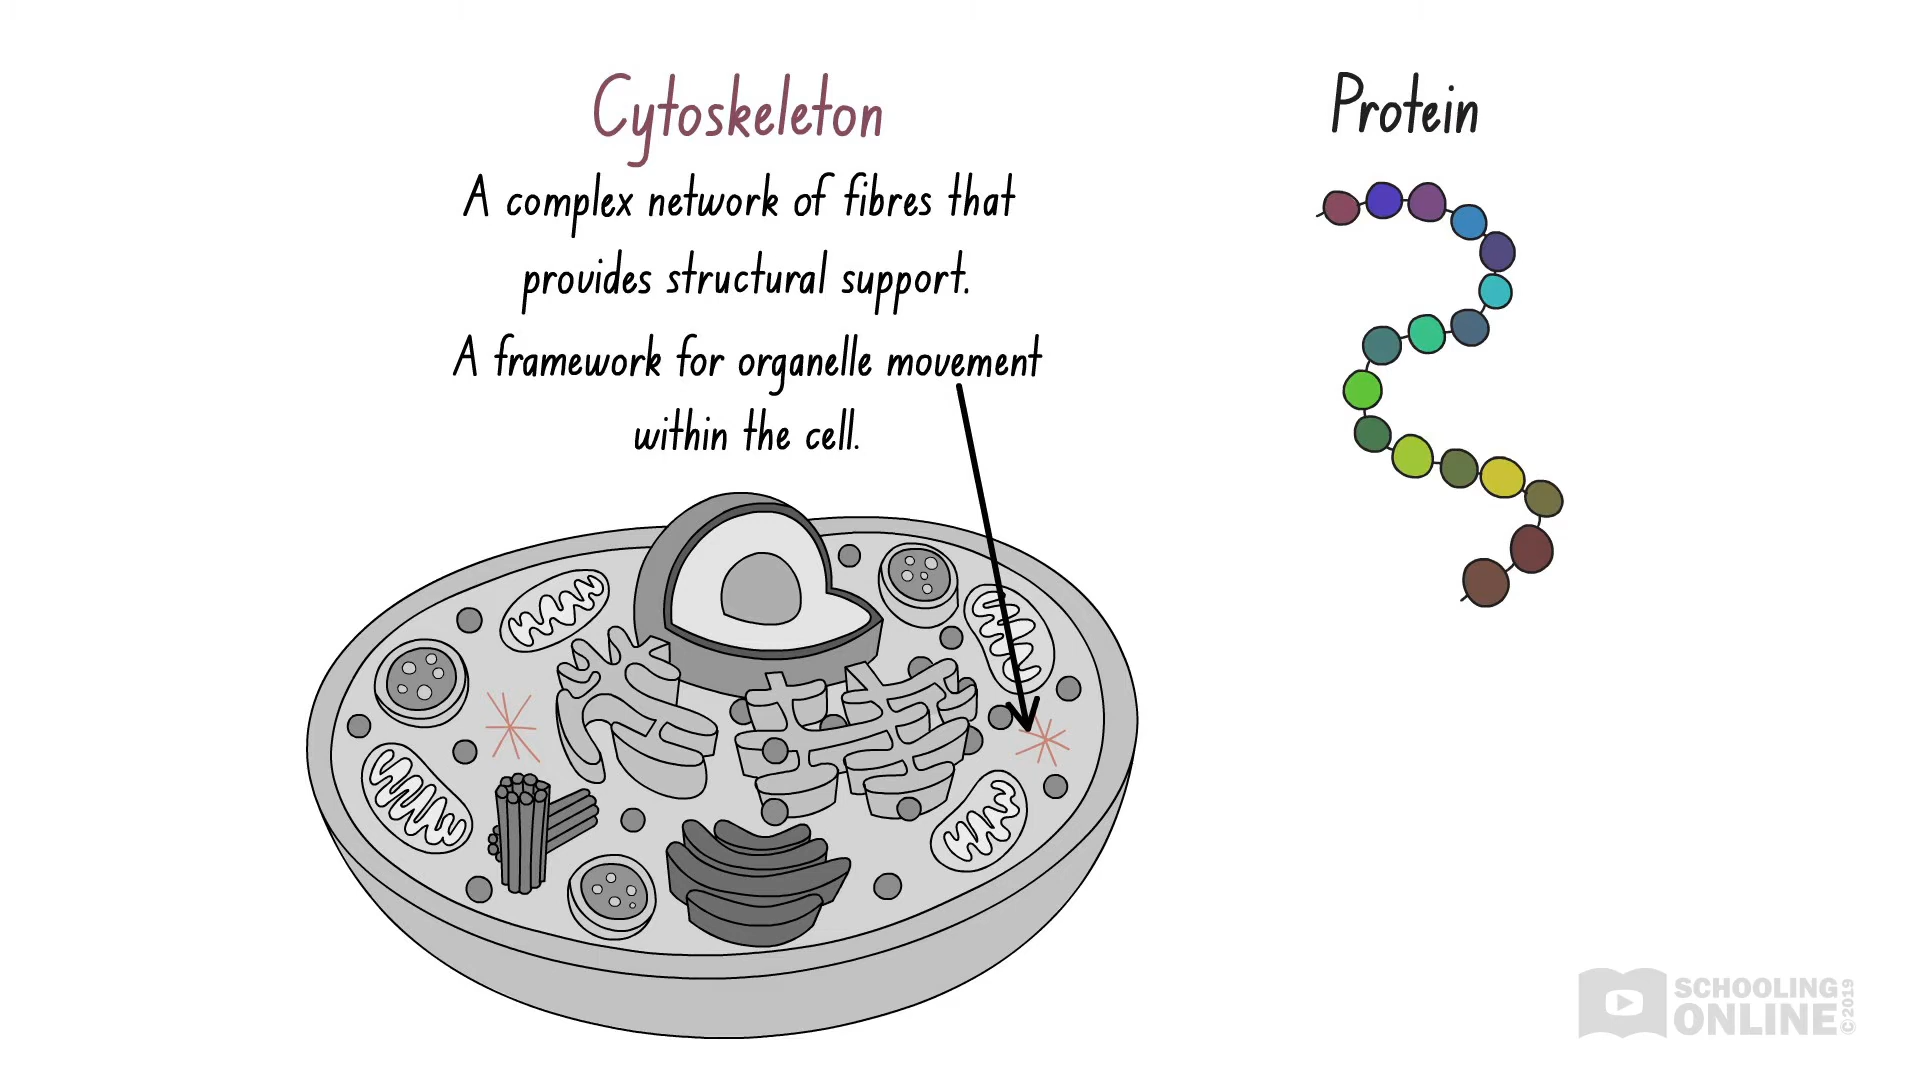 Cytoskeleton
A complex network of fibres that
provides structural support.
A framework for organelle movement
within the cell.
Protein
SCHOOLING
ONLINE
©2019